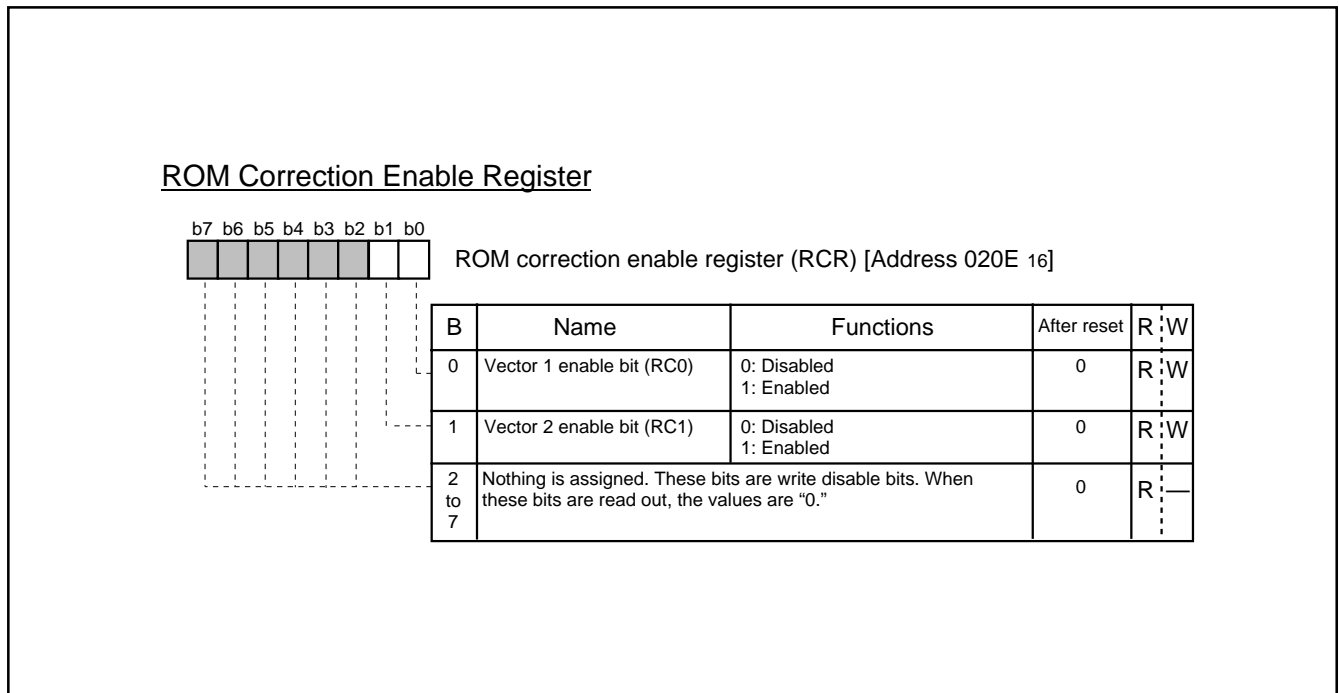 ROM Correction Enable Register
b7 b6 b5 b4 b3 b2 b1 b0
ROM correction enable register (RCR) [Address 020E 16]
B Name Functions After reset R W
0 Vector 1 enable bit (RC0) 0: Disabled 0 R W
1: Enabled
1 Vector 2 enable bit (RC1) 0: Disabled 0 R W
1: Enabled
2 Nothing is assigned. These bits are write disable bits. When 0 R —
to these bits are read out, the values are “0.”
7